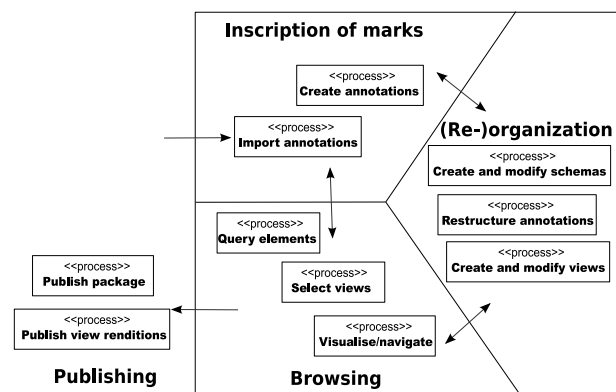 Inscription of marks
<<process>>
Create annotations
<<process>>
Import annotations
(Re-)organization
<<process>>
Create and modify schemas
<<process>>
Restructure annotations
<<process>>
Create and modify views
<<process>>
Query elements
<<process>>
Select views
<<process>>
Visualise/navigate
Browsing
<<process>>
Publish package
<<process>>
Publish view renditions
Publishing